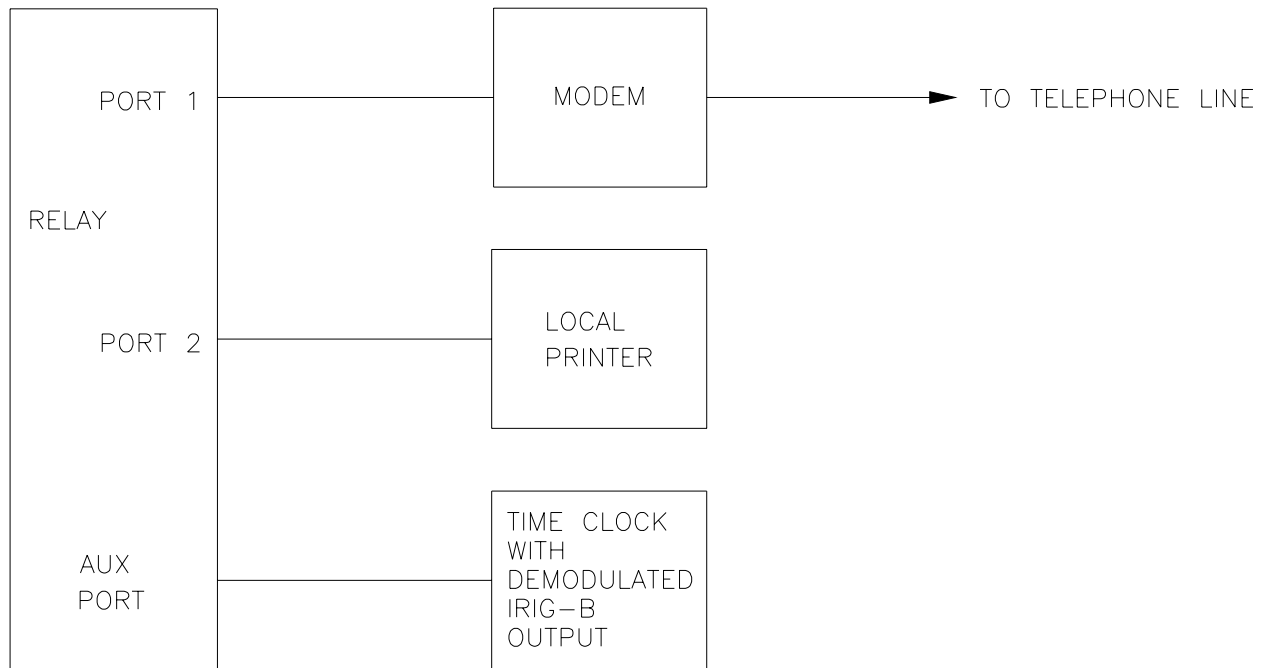 PORT 1
MODEM
TO TELEPHONE LINE
RELAY
PORT 2
LOCAL
PRINTER
AUX
PORT
TIME CLOCK
WITH
DEMODULATED
IRIG-B
OUTPUT